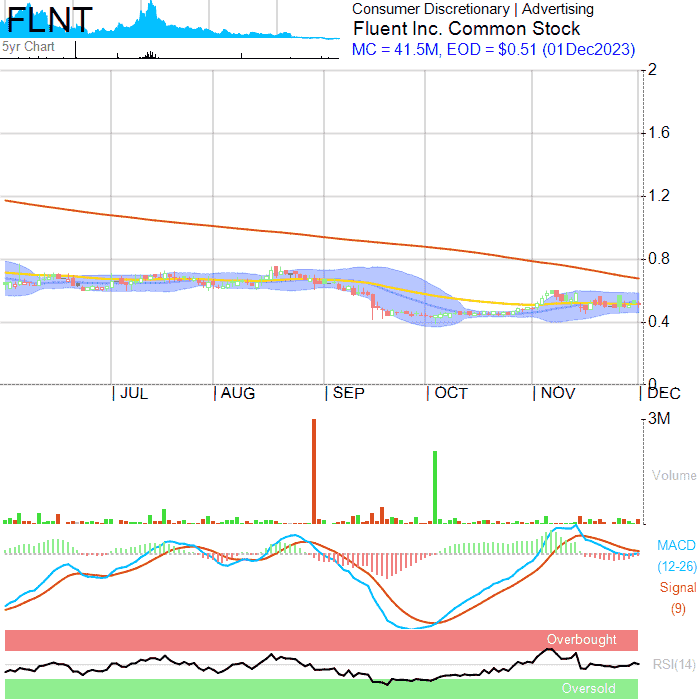 FLNT
5yr Chart
Consumer Discretionary | Advertising
Fluent Inc. Common Stock
MC = 41.5M, EOD = $0.51 (01Dec2023)
2
1.6
1.2
0.8
0.4
0
| JUL | AUG | SEP | OCT | NOV | DEC
3M
Volume
MACD
(12-26)
Signal
(9)
Overbought
RSI(14)
Oversold